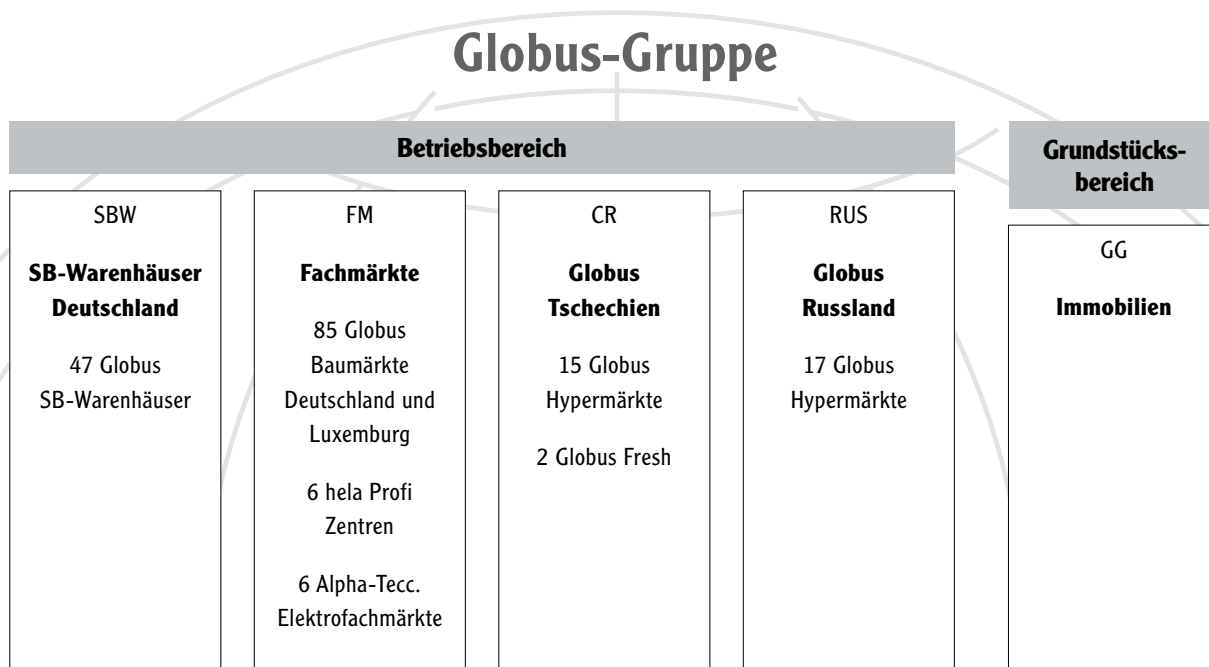 Globus-Gruppe
Betriebsbereich
SBW
SB-Warenhäuser
Deutschland
47 Globus
SB-Warenhäuser
FM
Fachmärkte
85 Globus
Baumärkte
Deutschland und
Luxemburg
6 hela Profi
Zentren
6 Alpha-Tecc.
Elektrofachmärkte
CR
Globus
Tschechien
15 Globus
Hypermärkte
2 Globus Fresh
RUS
Globus
Russland
17 Globus
Hypermärkte
Grundstücks-
bereich
GG
Immobilien